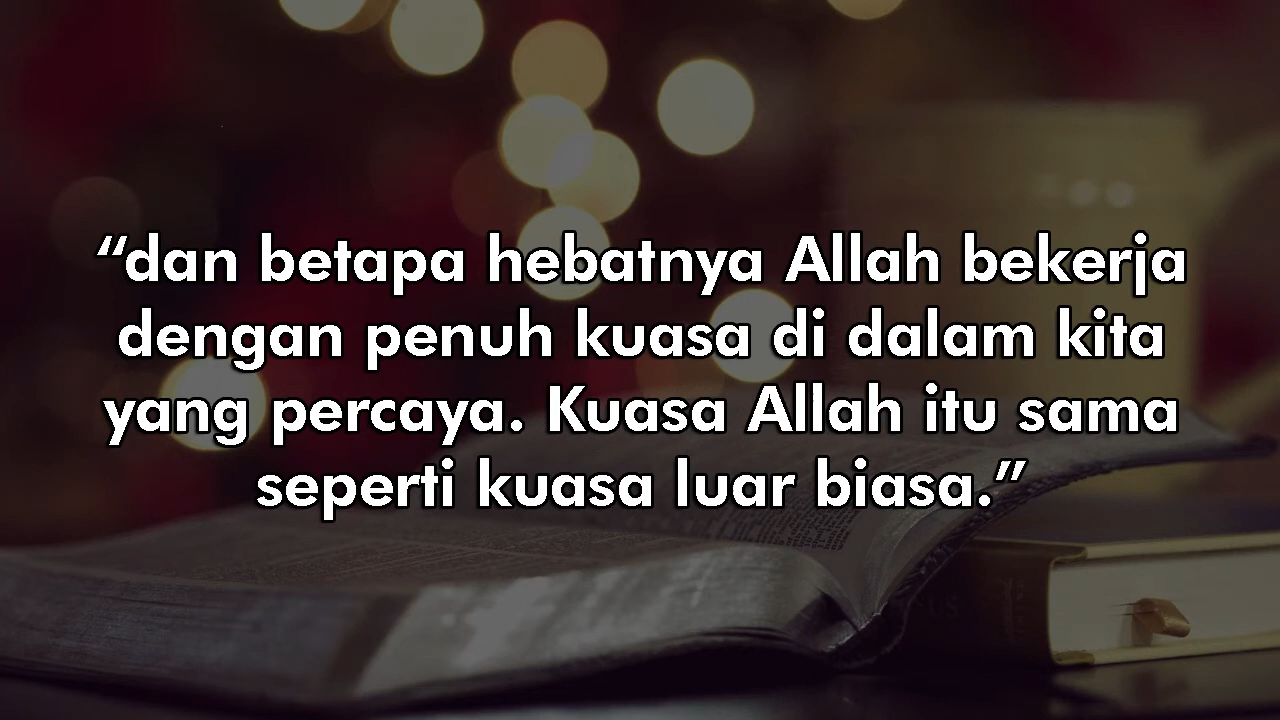 “dan betapa hebatnya Allah bekerja
dengan penuh kuasa di dalam kita
yang percaya. Kuasa Allah itu sama
seperti kuasa luar biasa.”